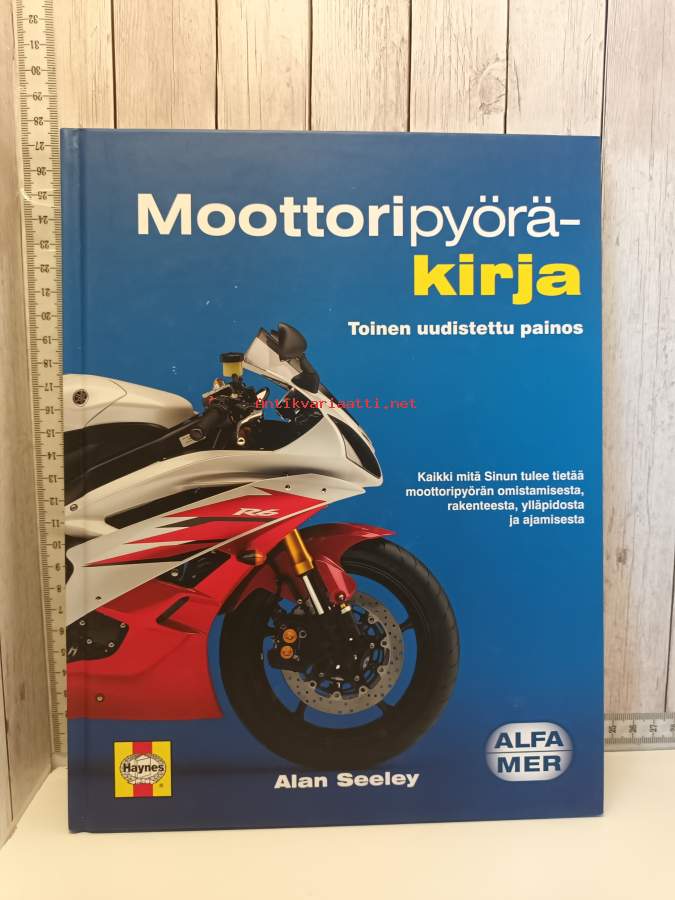 Moottoripyörä-
kirja
Toinen uudistettu painos
antikvariaatti.net
Kaikki mitä Sinun tulee tietää
moottoripyörän omistamisesta,
rakenteesta, ylläpidosta
ja ajamisesta
R6
ALFA
MER
Haynes
®
Alan Seeley